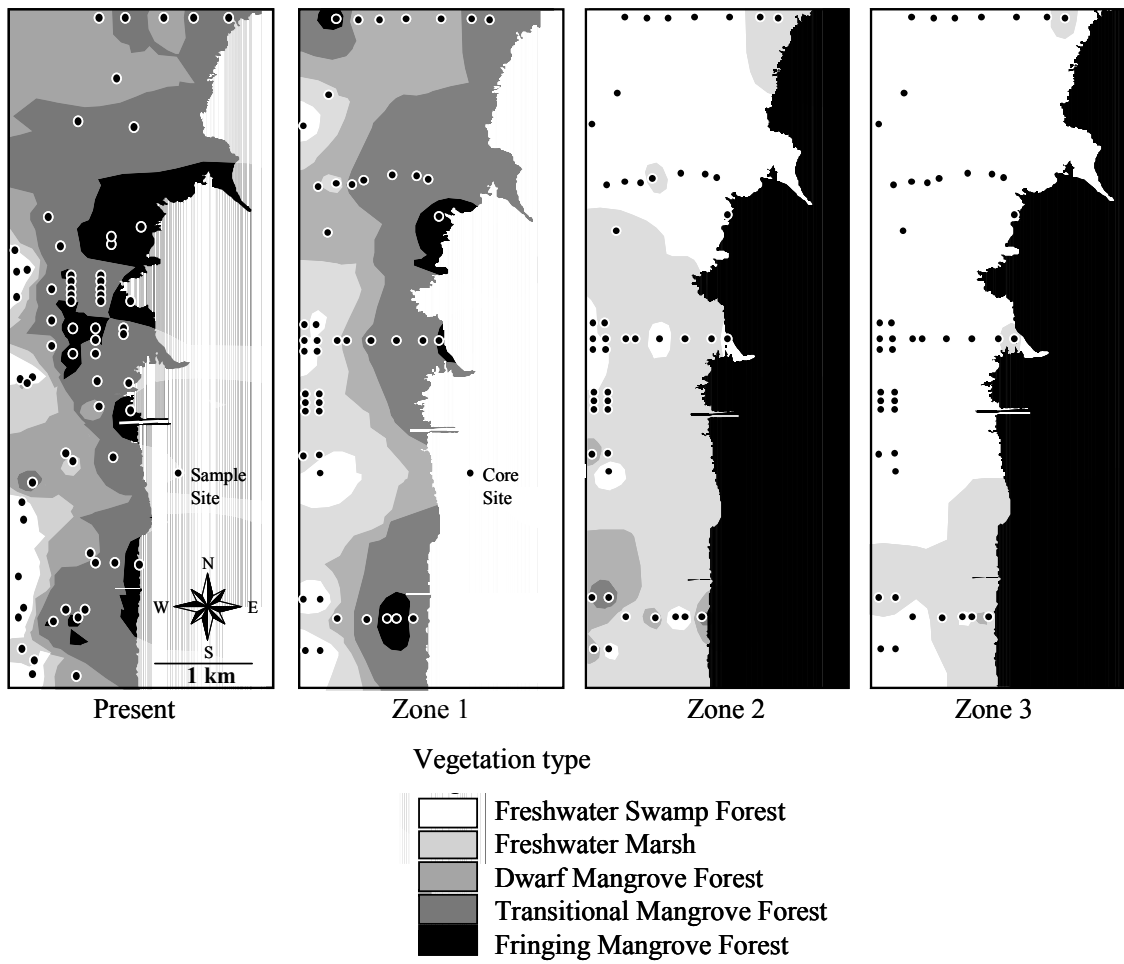 Sample
Site
Core
Site
N
W E
S
1 km
Present Zone 1 Zone 2 Zone 3
Vegetation type
Freshwater Swamp Forest
Freshwater Marsh
Dwarf Mangrove Forest
Transitional Mangrove Forest
Fringing Mangrove Forest